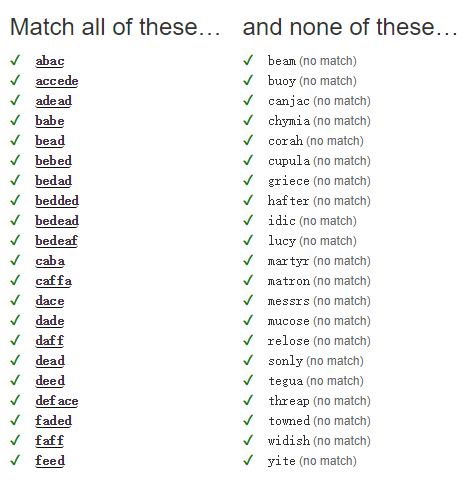 Match all of these… and none of these…
✓ abac ✓ beam (no match)
✓ accede ✓ buoy (no match)
✓ adead ✓ canjac (no match)
✓ babe ✓ chymia (no match)
✓ bead ✓ corah (no match)
✓ bebed ✓ cupula (no match)
✓ bedad ✓ griece (no match)
✓ bedded ✓ hafter (no match)
✓ bedead ✓ idic (no match)
✓ bedeaf ✓ lucy (no match)
✓ caba ✓ martyr (no match)
✓ caffa ✓ matron (no match)
✓ dace ✓ messrs (no match)
✓ dade ✓ mucose (no match)
✓ daff ✓ relose (no match)
✓ dead ✓ sonly (no match)
✓ deed ✓ tegua (no match)
✓ deface ✓ threap (no match)
✓ faded ✓ towned (no match)
✓ faff ✓ widish (no match)
✓ feed ✓ yite (no match)